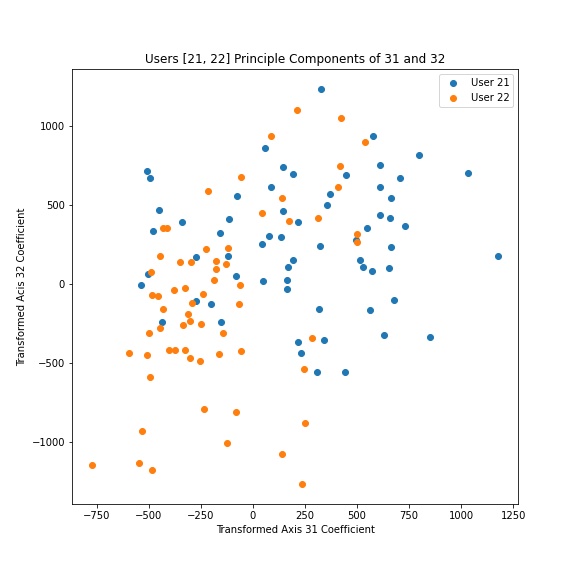 Users [21, 22] Principle Components of 31 and 32
User 21
User 22
Transformed Acis 32 Coefficient
1000
500
0
−500
−1000
−750
−500
−250
0
250
500
750
1000
1250
Transformed Axis 31 Coefficient